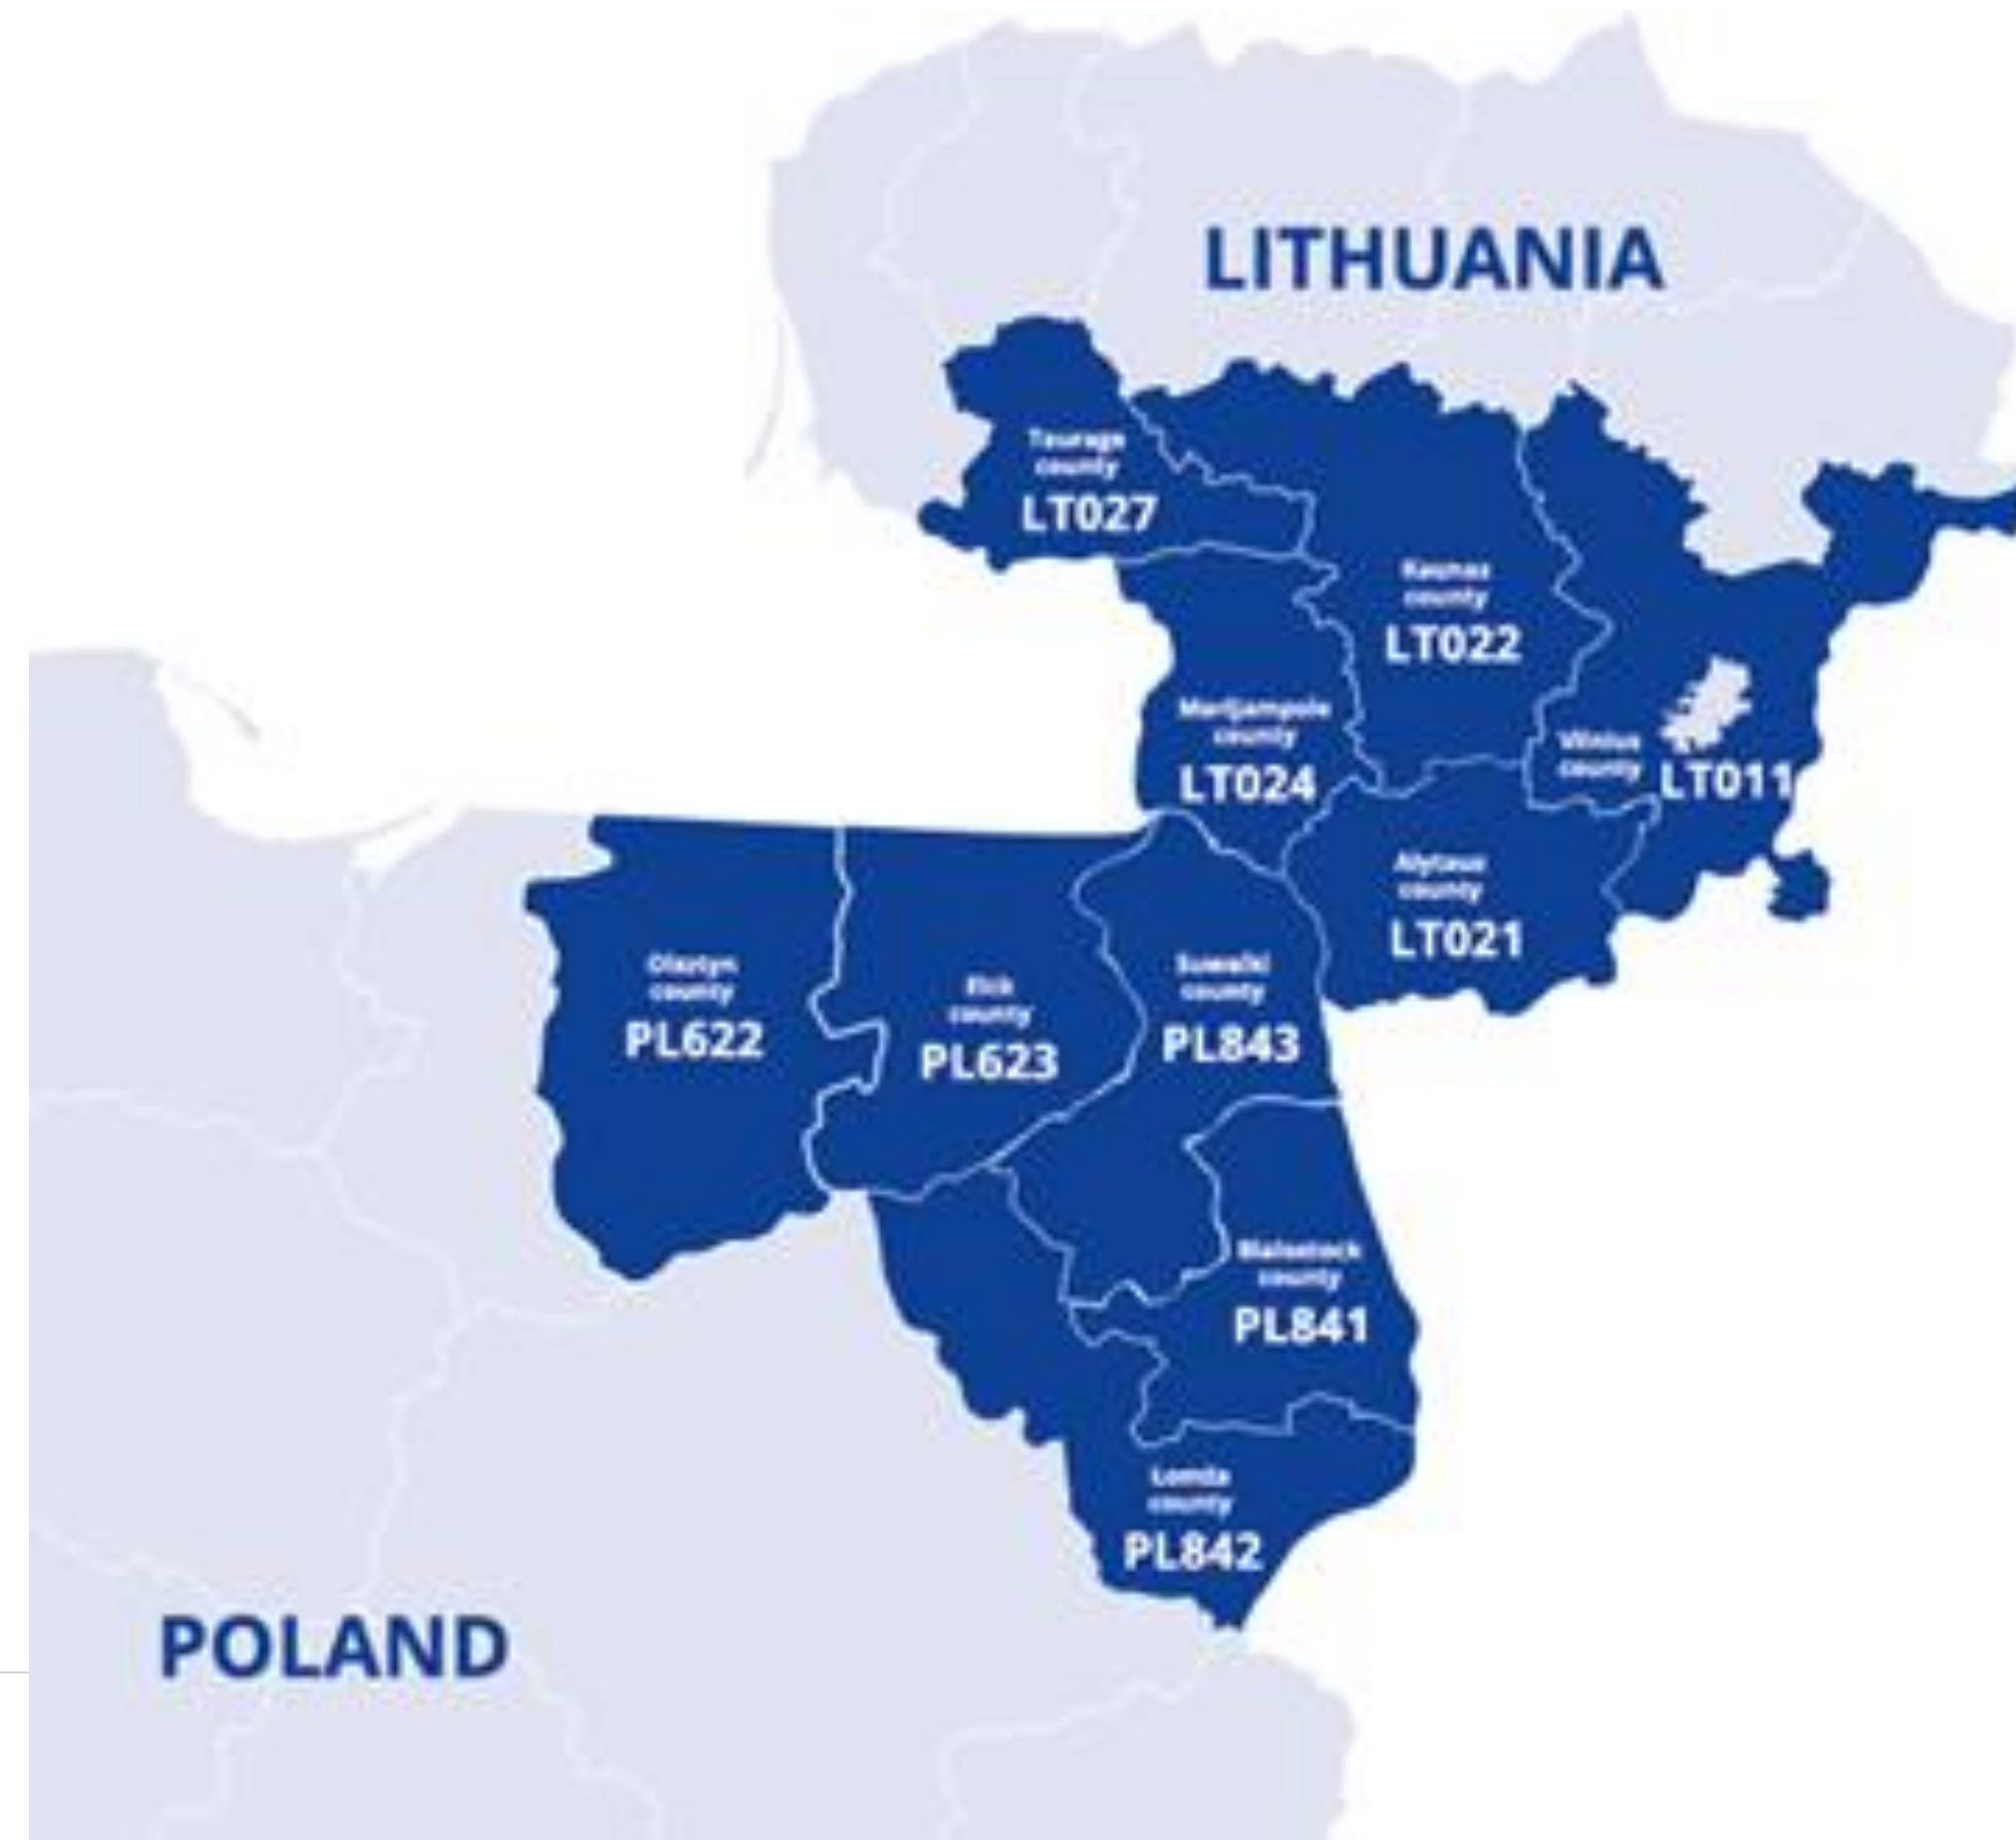 LITHUANIA
Taurage
county
LT027
Kaunas
county
LT022
Marijampole
county
LT024
Vilnius
county
LT011
Alytaus
county
LT021
Olsztyn
county
PL622
Elck
county
PL623
Suwalki
county
PL843
Bialostock
county
PL841
Lomza
county
PL842
POLAND